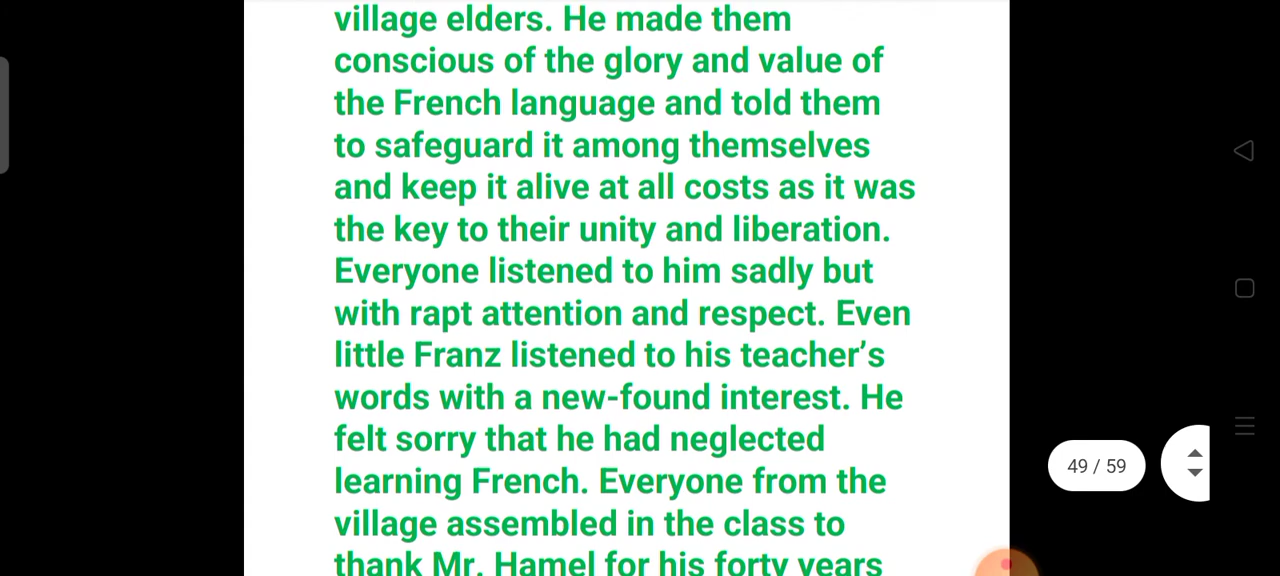 village elders. He made them
conscious of the glory and value of
the French language and told them
to safeguard it among themselves
and keep it alive at all costs as it was
the key to their unity and liberation.
Everyone listened to him sadly but
with rapt attention and respect. Even
little Franz listened to his teacher’s
words with a new-found interest. He
felt sorry that he had neglected
learning French. Everyone from the
village assembled in the class to
thank Mr. Hamel for his forty years
49 / 59